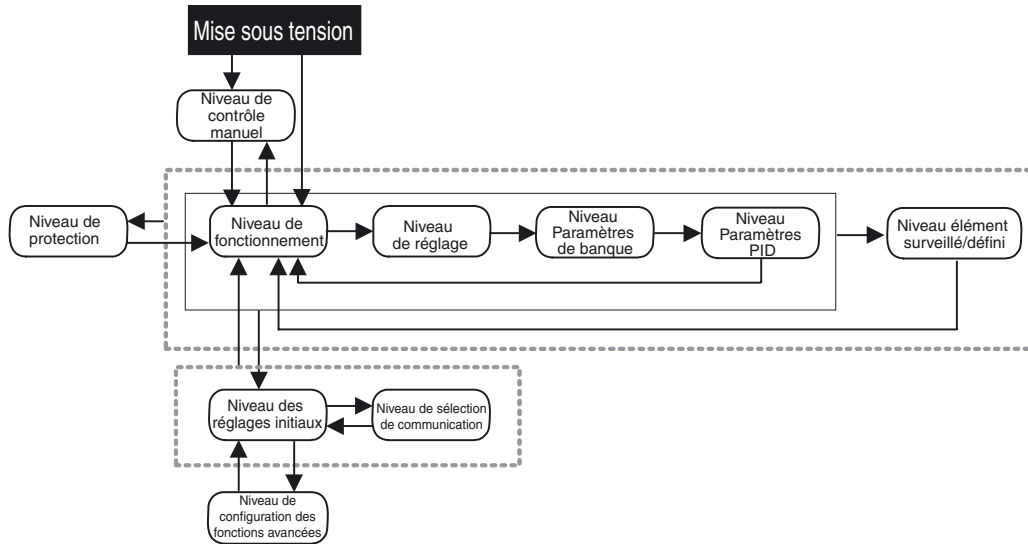 Mise sous tension
Niveau de
contrôle
manuel
Niveau de
protection
Niveau de
fonctionnement
Niveau
de réglage
Niveau
Paramètres
de banque
Niveau
Paramètres
PID
Niveau élément
surveillé/défini
Niveau des
réglages initiaux
Niveau de sélection
de communication
Niveau de
configuration des
fonctions avancées